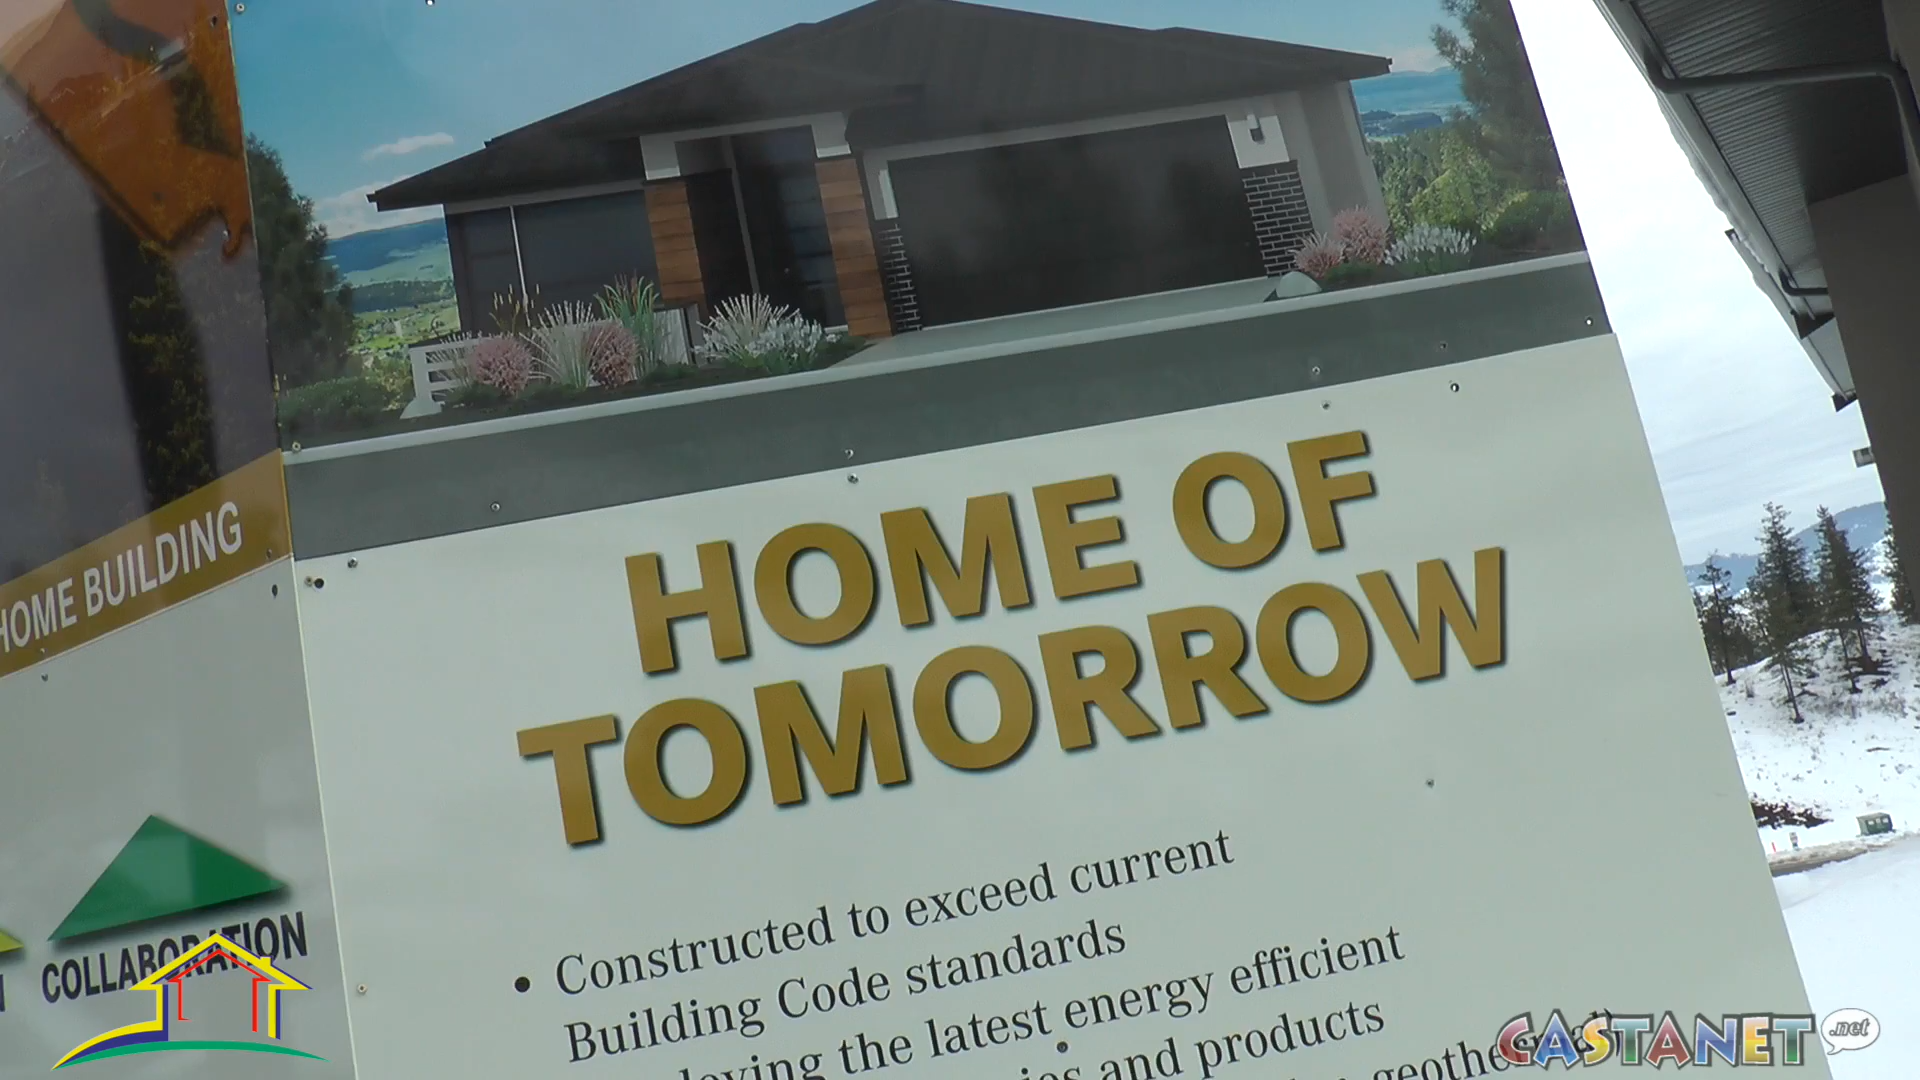 HOME BUILDING
COLLABORATION
HOME OF
TOMORROW
• Constructed to exceed current
Building Code standards
the latest energy efficient
and products
CASTANET .net